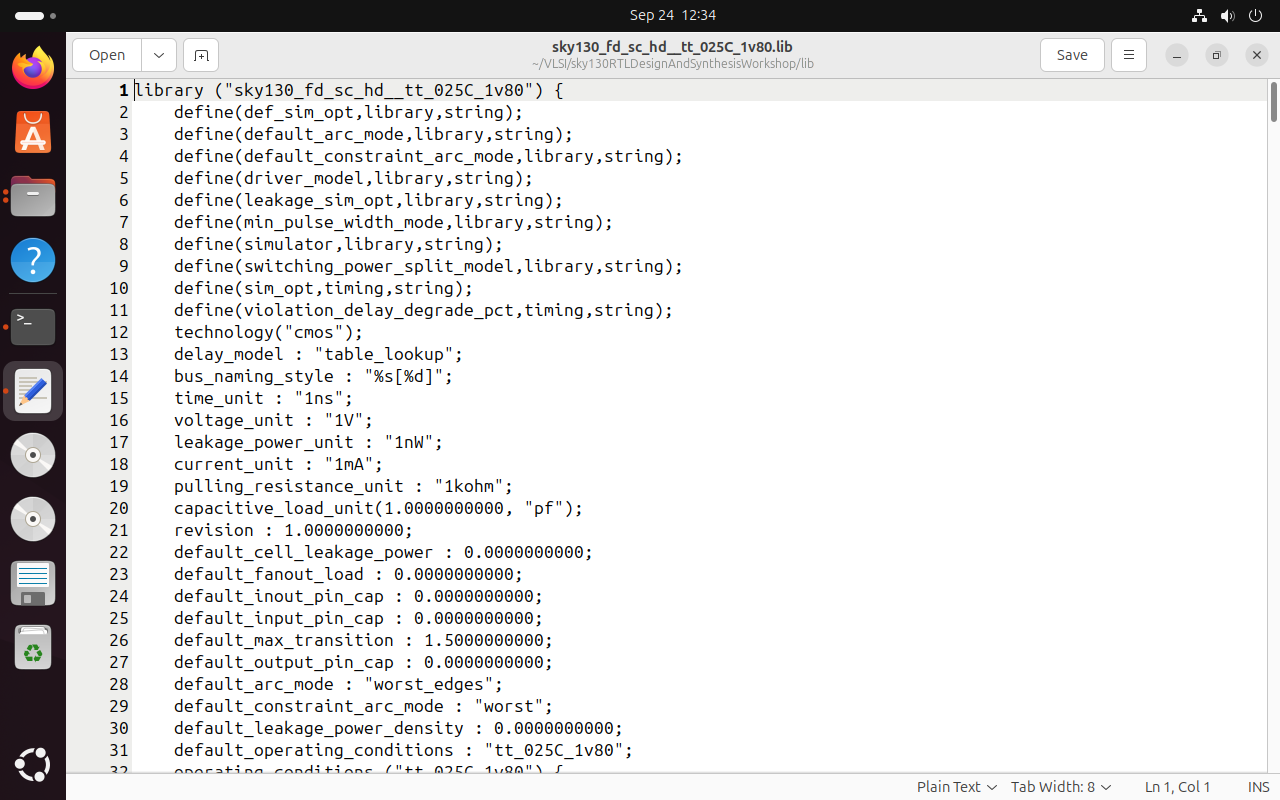 Sep 24 12:34
Open
sky130_fd_sc_hd__tt_025C_1v80.lib
~/VLSI/sky130RTLDesignAndSynthesisWorkshop/lib
Save
1 library ("sky130_fd_sc_hd__tt_025C_1v80") {
2 define(def_sim_opt,library,string);
3 define(default_arc_mode,library,string);
4 define(default_constraint_arc_mode,library,string);
5 define(driver_model,library,string);
6 define(leakage_sim_opt,library,string);
7 define(min_pulse_width_mode,library,string);
8 define(simulator,library,string);
9 define(switching_power_split_model,library,string);
10 define(sim_opt,timing,string);
11 define(violation_delay_degrade_pct,timing,string);
12 technology("cmos");
13 delay_model : "table_lookup";
14 bus_naming_style : "%s[%d]";
15 time_unit : "1ns";
16 voltage_unit : "1V";
17 leakage_power_unit : "1nW";
18 current_unit : "1mA";
19 pulling_resistance_unit : "1kohm";
20 capacitive_load_unit(1.0000000000, "pf");
21 revision : 1.0000000000;
22 default_cell_leakage_power : 0.0000000000;
23 default_fanout_load : 0.0000000000;
24 default_inout_pin_cap : 0.0000000000;
25 default_input_pin_cap : 0.0000000000;
26 default_max_transition : 1.5000000000;
27 default_output_pin_cap : 0.0000000000;
28 default_arc_mode : "worst_edges";
29 default_constraint_arc_mode : "worst";
30 default_leakage_power_density : 0.0000000000;
31 default_operating_conditions : "tt_025C_1v80";
32 operating_conditions ("tt_025C_1v80") {
Plain Text Tab Width: 8 Ln 1, Col 1 INS